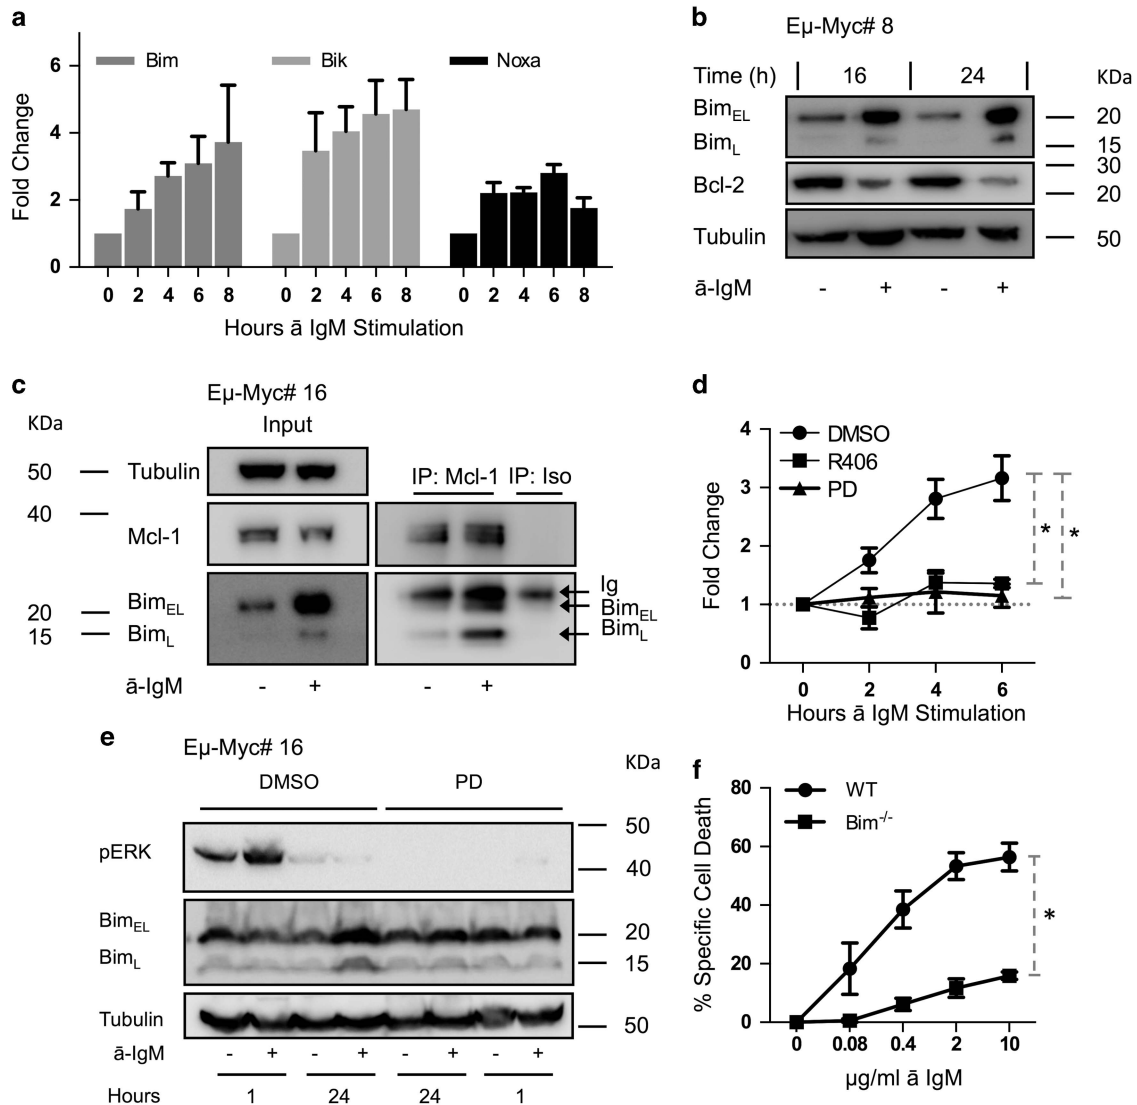 a
6
4
2
0
Fold Change
Bim
Bik
Noxa
0 2 4 6 8 0 2 4 6 8 0 2 4 6 8
Hours ā IgM Stimulation
b
Eμ-Myc# 8
Time (h) 16 24 KDa
BimEL 20
BimL 15
30
Bcl-2 20
Tubulin 50
ā-IgM - + - +
c
Eμ-Myc# 16
KDa Input
50 Tubulin
IP: Mcl-1 IP: Iso
40
Mcl-1
Ig
BimEL
20
BimEL
15 BimL
BimL
ā-IgM - + - +
d
4
3
2
1
0
Fold Change
DMSO
R406
PD
*
*
0 2 4 6
Hours ā IgM Stimulation
e
Eμ-Myc# 16
KDa
DMSO PD
50
pERK
40
BimEL
20
BimL 15
Tubulin 50
ā-IgM - + - + - + - +
Hours 1 24 24 1
f
80
60
40
20
0
% Specific Cell Death
WT
Bim-/-
*
0 0.08 0.4 2 10
μg/ml ā IgM